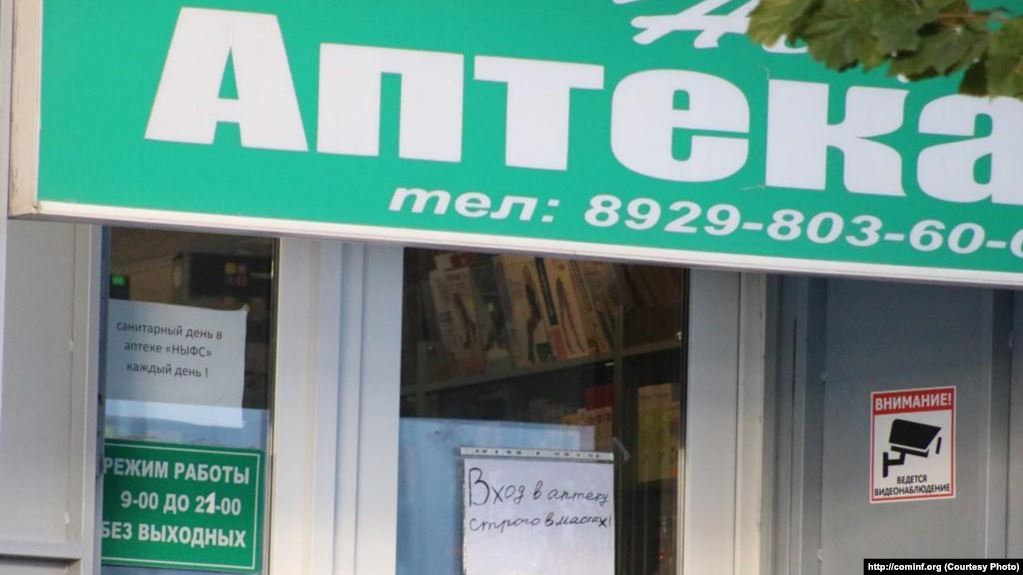 Аптека
тел: 8929-803-60-
санитарный день в
аптеке «НЫФС»
каждый день !
РЕЖИМ РАБОТЫ
9-00 ДО 21-00
БЕЗ ВЫХОДНЫХ
Вход в аптеку
строго в масках!
ВНИМАНИЕ!
ВЕДЕТСЯ
ВИДЕОНАБЛЮДЕНИЕ
http://cominf.org (Courtesy Photo)